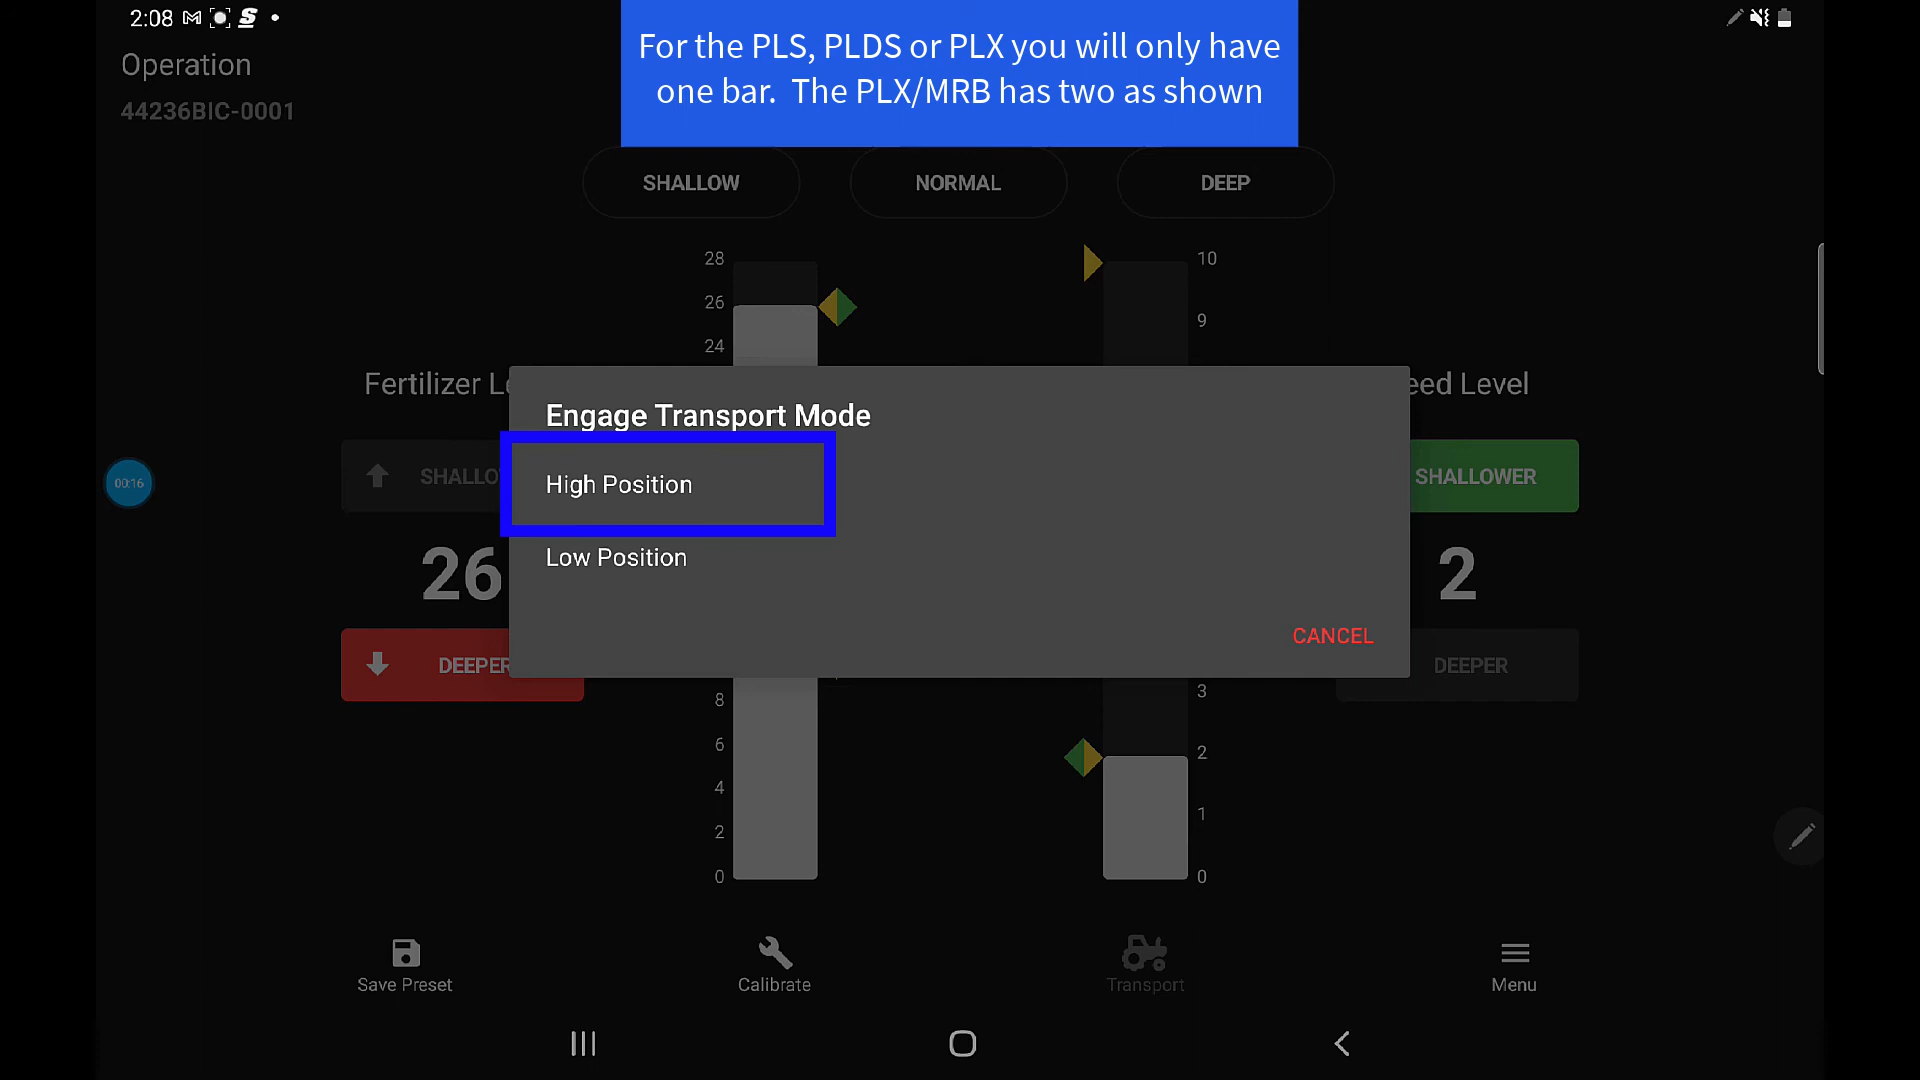 2:08
For the PLS, PLDS or PLX you will only have
one bar. The PLX/MRB has two as shown
Operation
44236BIC-0001
SHALLOW
NORMAL
DEEP
28
26
24
10
9
Fertilizer Le
eed Level
Engage Transport Mode
SHALLO
High Position
SHALLOWER
00:16
26
Low Position
2
CANCEL
DEEPER
DEEPER
8
6
4
2
0
3
2
1
0
Save Preset
Calibrate
Transport
Menu